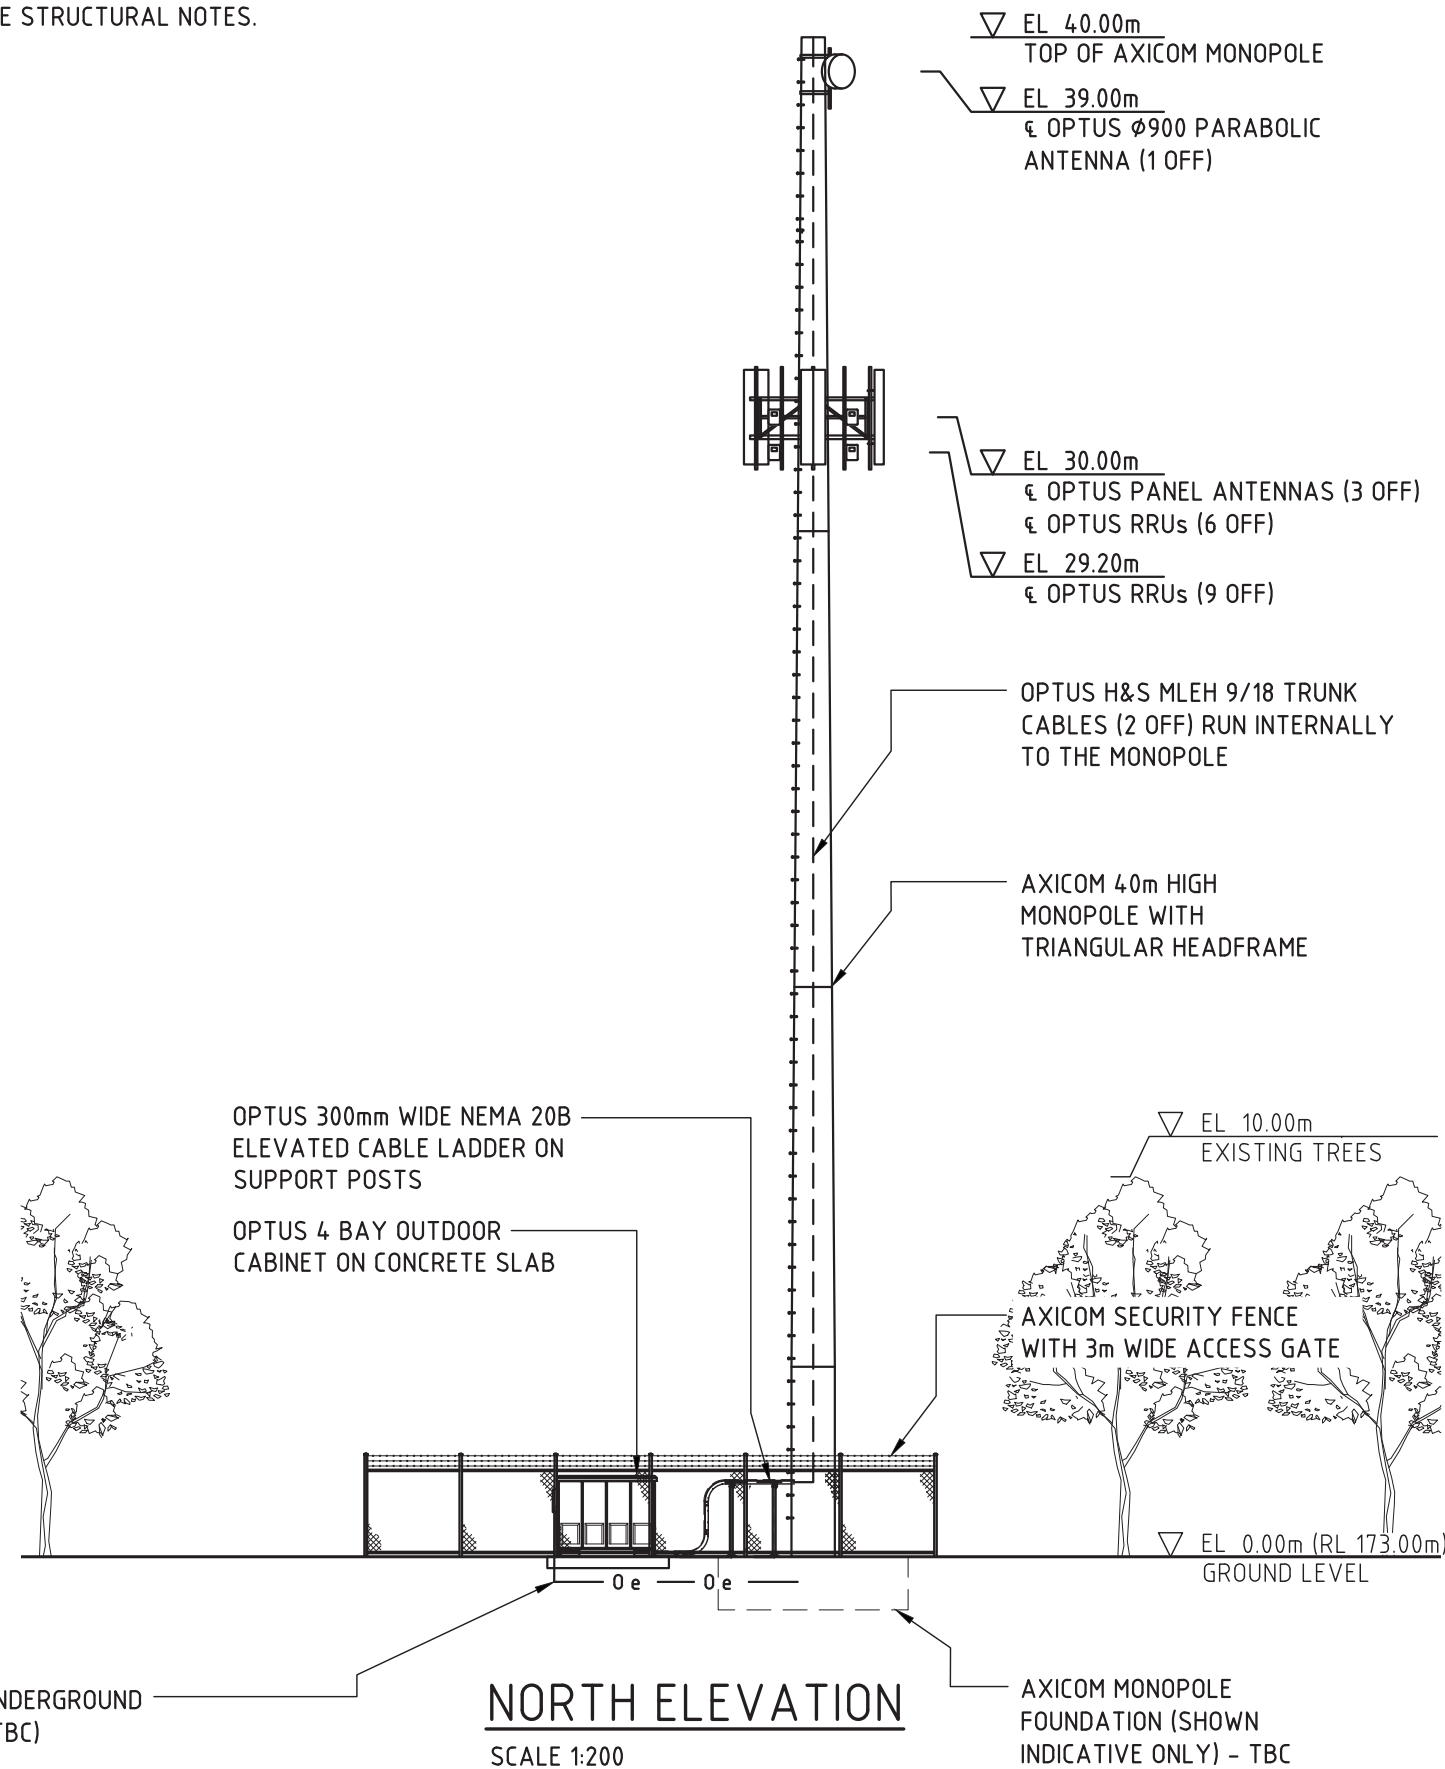 E STRUCTURAL NOTES.
EL 40.00m
TOP OF AXICOM MONOPOLE
EL 39.00m
℄ OPTUS Ø900 PARABOLIC
ANTENNA (1 OFF)
EL 30.00m
℄ OPTUS PANEL ANTENNAS (3 OFF)
℄ OPTUS RRUs (6 OFF)
EL 29.20m
℄ OPTUS RRUs (9 OFF)
OPTUS H&S MLEH 9/18 TRUNK
CABLES (2 OFF) RUN INTERNALLY
TO THE MONOPOLE
AXICOM 40m HIGH
MONOPOLE WITH
TRIANGULAR HEADFRAME
OPTUS 300mm WIDE NEMA 20B
ELEVATED CABLE LADDER ON
SUPPORT POSTS
EL 10.00m
EXISTING TREES
OPTUS 4 BAY OUTDOOR
CABINET ON CONCRETE SLAB
AXICOM SECURITY FENCE
WITH 3m WIDE ACCESS GATE
EL 0.00m (RL 173.00m)
GROUND LEVEL
O e O e
NDERGROUND
TBC)
NORTH ELEVATION
SCALE 1:200
AXICOM MONOPOLE
FOUNDATION (SHOWN
INDICATIVE ONLY) - TBC